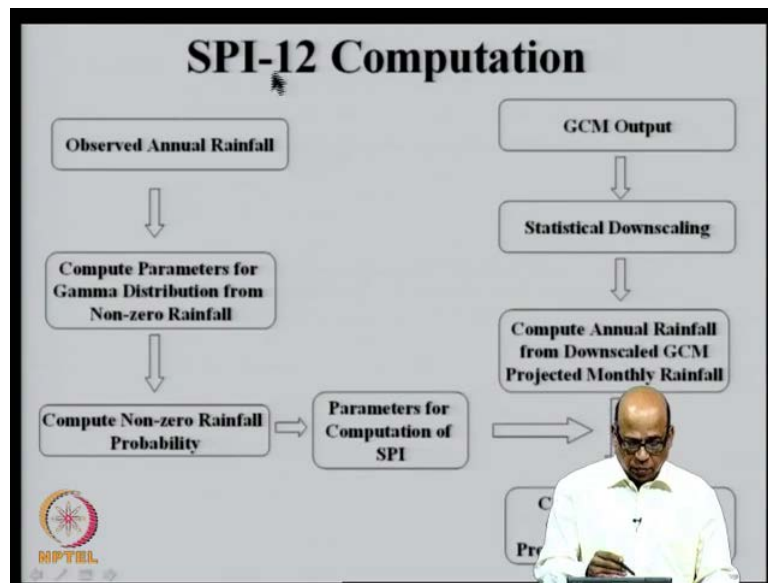 SPI-12 Computation
Observed Annual Rainfall
Compute Parameters for
Gamma Distribution from
Non-zero Rainfall
Compute Non-zero Rainfall
Probability
Parameters for
Computation of
SPI
GCM Output
Statistical Downscaling
Compute Annual Rainfall
from Downscaled GCM
Projected Monthly Rainfall
NPTEL